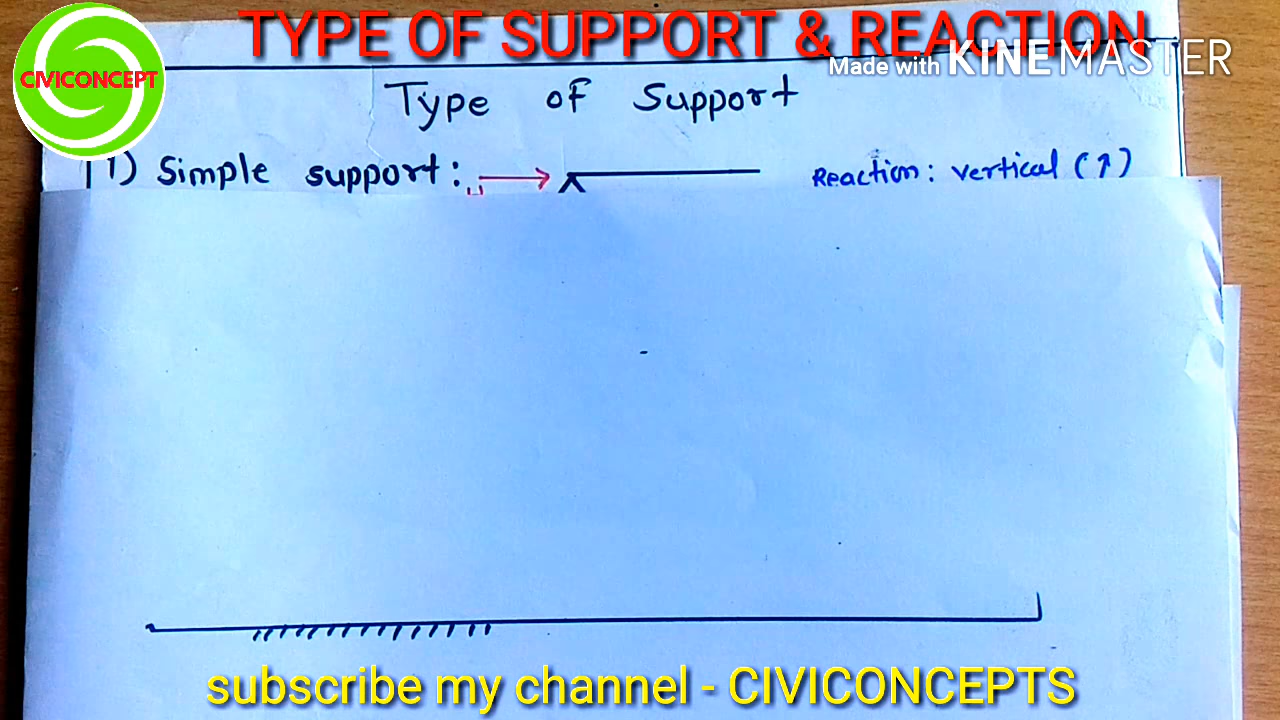 TYPE OF SUPPORT & REACTION
CIVICONCEPT
Made with KINEMASTER
Type of Support
(1) Simple support: Reaction: vertical (↑)
subscribe my channel - CIVICONCEPTS